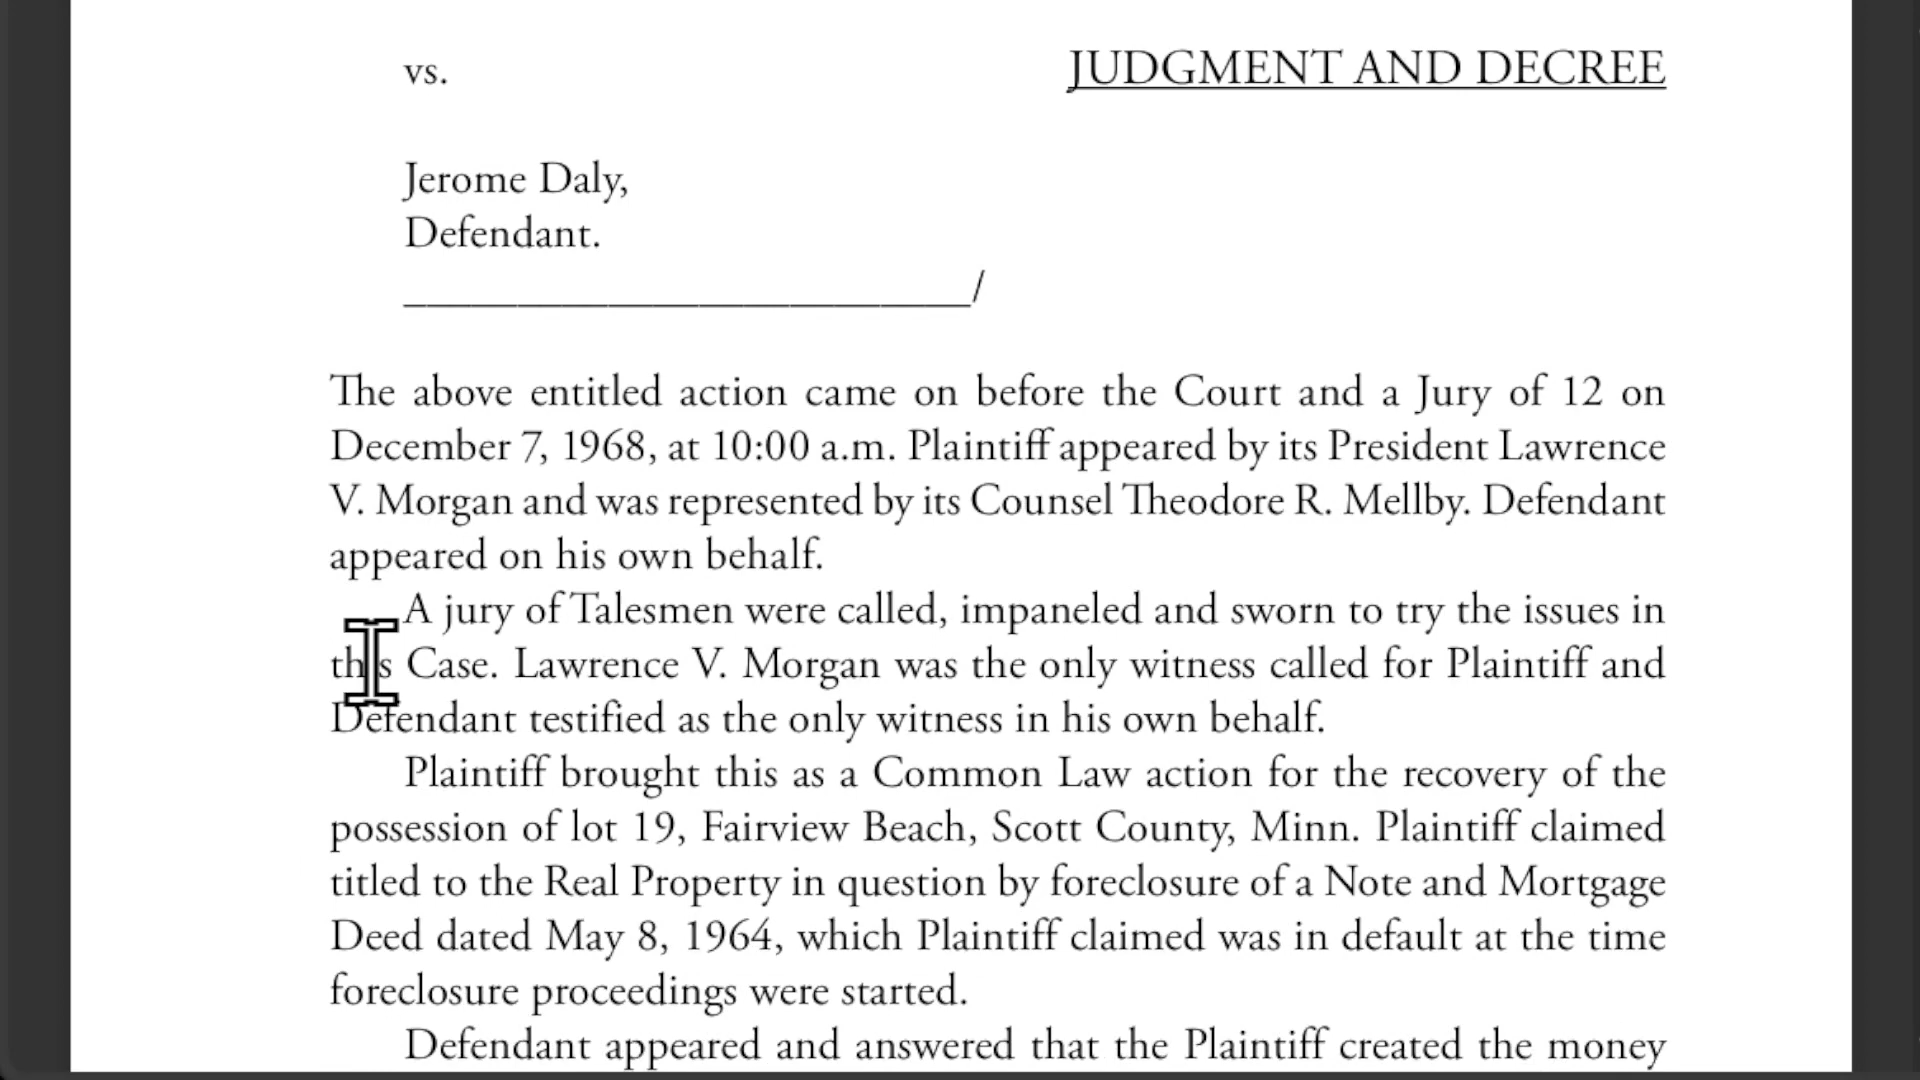 vs.
JUDGMENT AND DECREE
Jerome Daly,
Defendant.
_________________________/
The above entitled action came on before the Court and a Jury of 12 on
December 7, 1968, at 10:00 a.m. Plaintiff appeared by its President Lawrence
V. Morgan and was represented by its Counsel Theodore R. Mellby. Defendant
appeared on his own behalf.
A jury of Talesmen were called, impaneled and sworn to try the issues in
this Case. Lawrence V. Morgan was the only witness called for Plaintiff and
Defendant testified as the only witness in his own behalf.
Plaintiff brought this as a Common Law action for the recovery of the
possession of lot 19, Fairview Beach, Scott County, Minn. Plaintiff claimed
titled to the Real Property in question by foreclosure of a Note and Mortgage
Deed dated May 8, 1964, which Plaintiff claimed was in default at the time
foreclosure proceedings were started.
Defendant appeared and answered that the Plaintiff created the money